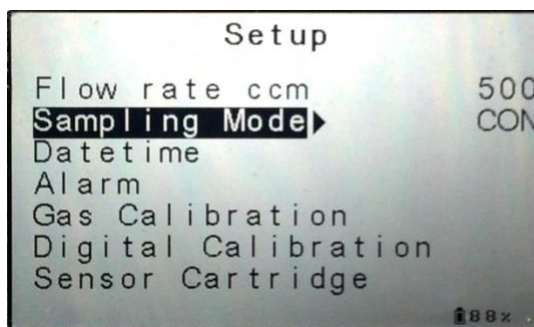 Setup
Flow rate ccm 500
Sampling Mode CON
Datetime
Alarm
Gas Calibration
Digital Calibration
Sensor Cartridge
88%